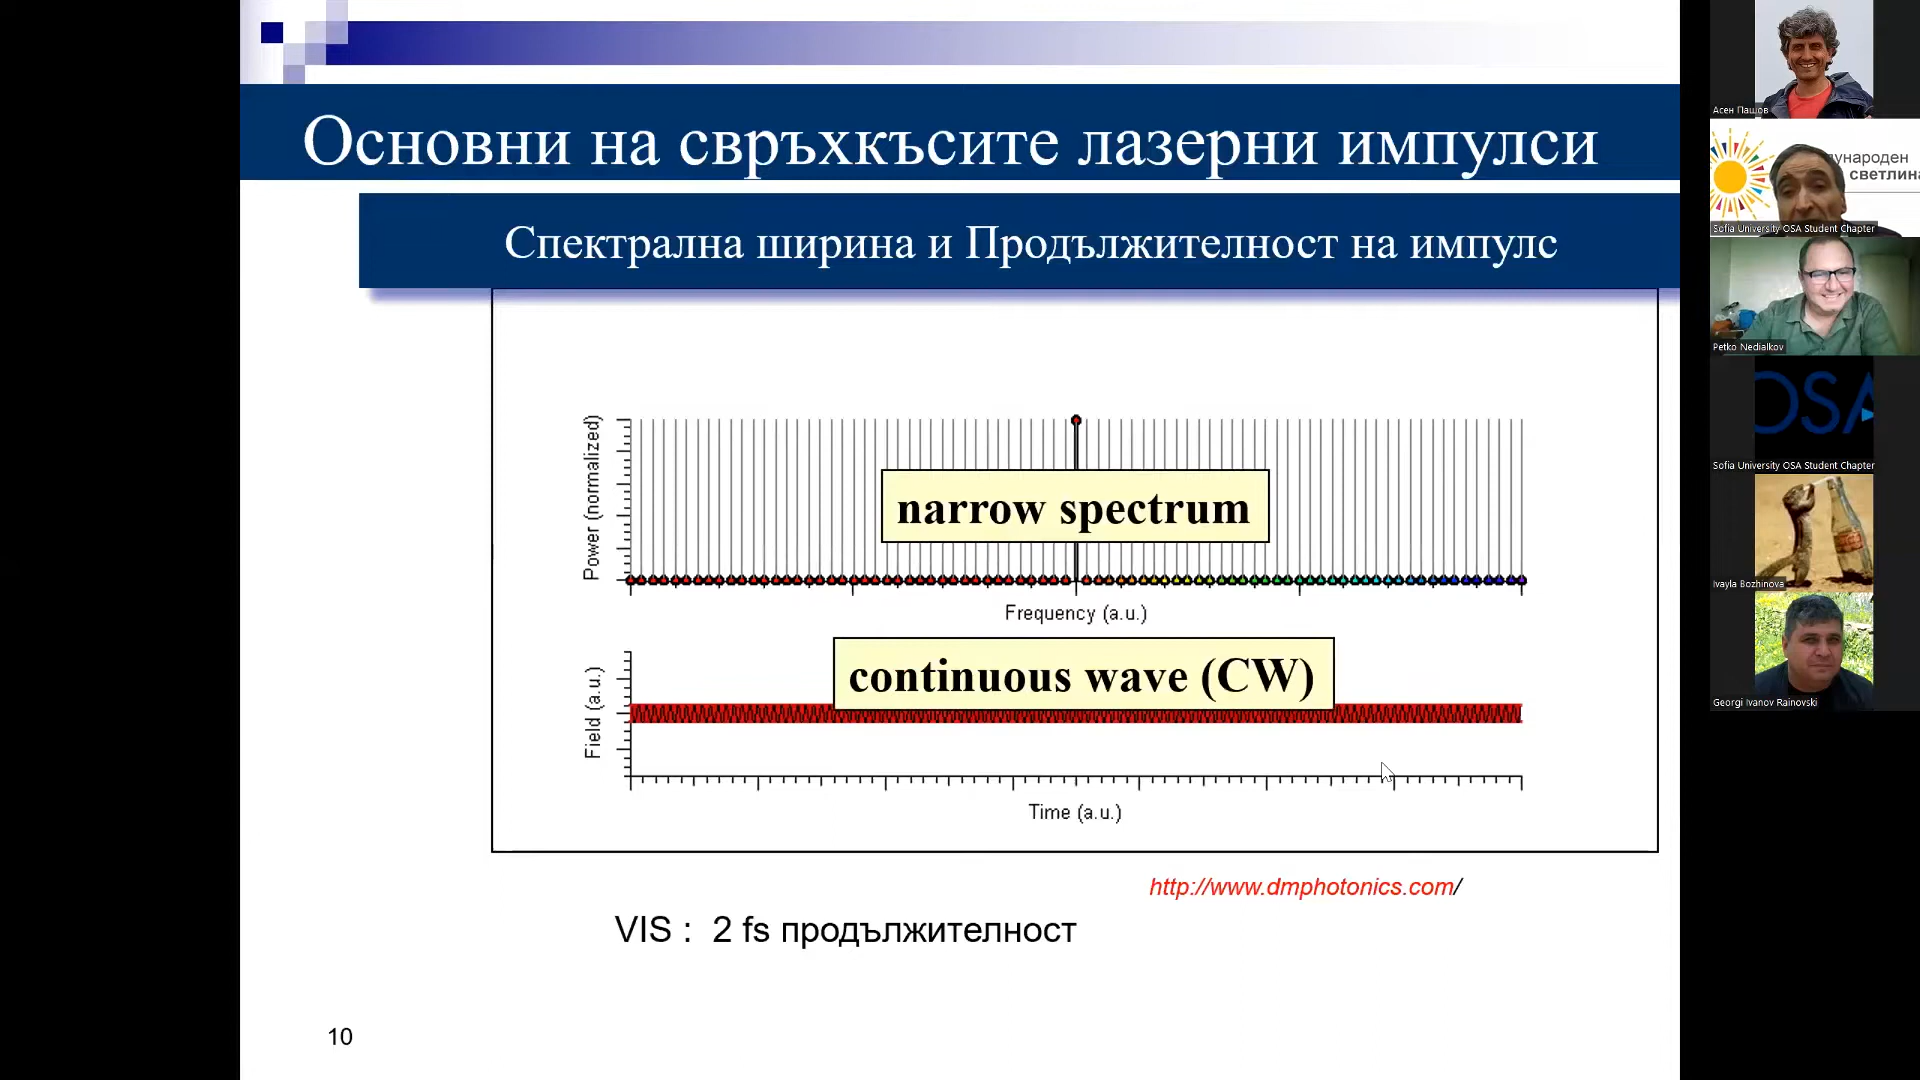 Основни на свръхкъсите лазерни импулси
Спектрална ширина и Продължителност на импулс
Power (normalized)
narrow spectrum
Frequency (a.u.)
continuous wave (CW)
Field (a.u.)
Time (a.u.)
http://www.dmphotonics.com/
VIS : 2 fs продължителност
10
Асен Пашов
ународен
светлина
Sofia University OSA Student Chapter
Petko Nedialkov
OSA
Sofia University OSA Student Chapter
Ivayla Bozhinova
Georgi Ivanov Rainovski